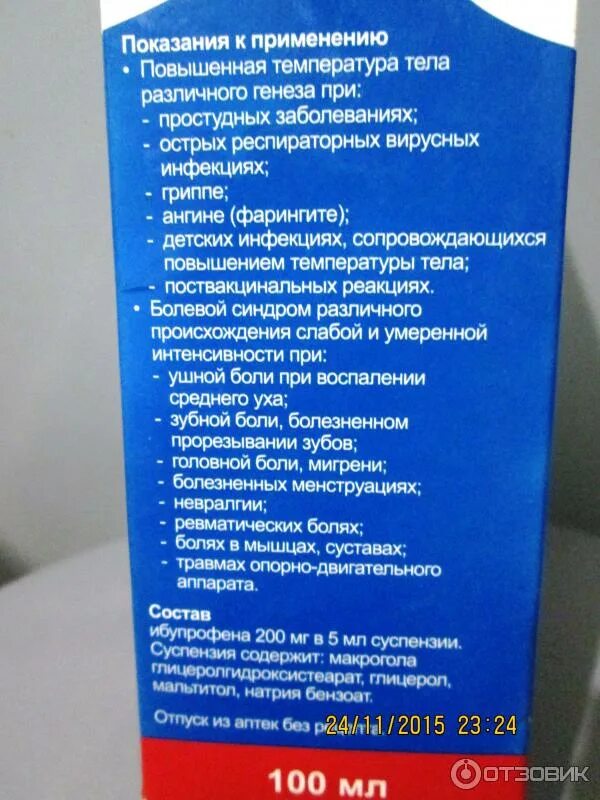 Показания к применению
• Повышенная температура тела
различного генеза при:
- простудных заболеваниях;
- острых респираторных вирусных
инфекциях;
- гриппе;
- ангине (фарингите);
- детских инфекциях, сопровождающихся
повышением температуры тела;
- поствакцинальных реакциях.
• Болевой синдром различного
происхождения слабой и умеренной
интенсивности при:
- ушной боли при воспалении
среднего уха;
- зубной боли, болезненном
прорезывании зубов;
- головной боли, мигрени;
- болезненных менструациях;
- невралгии;
- ревматических болях;
- болях в мышцах, суставах;
- травмах опорно-двигательного
аппарата.
Состав
ибупрофена 200 мг в 5 мл суспензии.
Суспензия содержит: макрогола
глицеролгидроксистеарат, глицерол,
мальтитол, натрия бензоат.
Отпуск из аптек без рецепта
24/11/2015 23:24
100 мл
ОТЗОВИК